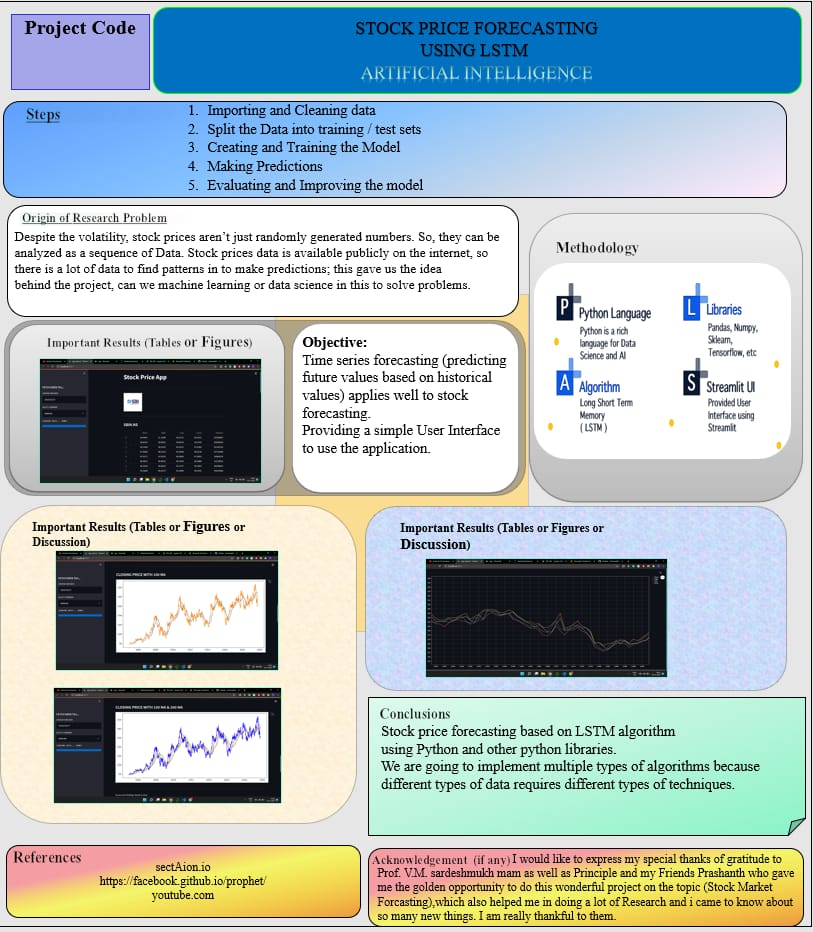 Project Code
STOCK PRICE FORECASTING
USING LSTM
ARTIFICIAL INTELLIGENCE
Steps
1. Importing and Cleaning data
2. Split the Data into training / test sets
3. Creating and Training the Model
4. Making Predictions
5. Evaluating and Improving the model
Origin of Research Problem
Despite the volatility, stock prices aren’t just randomly generated numbers. So, they can be
analyzed as a sequence of Data. Stock prices data is available publicly on the internet, so
there is a lot of data to find patterns in to make predictions; this gave us the idea
behind the project, can we machine learning or data science in this to solve problems.
Methodology
P Python Language
Python is a rich
language for Data
Science and AI
L Libraries
Pandas, Numpy,
Sklearn,
Tensorflow, etc
A Algorithm
Long Short Term
Memory
( LSTM )
S Streamlit UI
Provided User
Interface using
Streamlit
Important Results (Tables or Figures)
Stock Price App
SBIN.NS
Objective:
Time series forecasting (predicting
future values based on historical
values) applies well to stock
forecasting.
Providing a simple User Interface
to use the application.
Important Results (Tables or Figures or
Discussion)
CLOSING PRICE WITH 100 MA
CLOSING PRICE WITH 100 MA & 200 MA
Important Results (Tables or Figures or
Discussion)
Conclusions
Stock price forecasting based on LSTM algorithm
using Python and other python libraries.
We are going to implement multiple types of algorithms because
different types of data requires different types of techniques.
References
sectAion.io
https://facebook.github.io/prophet/
youtube.com
Acknowledgement (if any) I would like to express my special thanks of gratitude to
Prof. V.M. sardeshmukh mam as well as Principle and my Friends Prashanth who gave
me the golden opportunity to do this wonderful project on the topic (Stock Market
Forcasting),which also helped me in doing a lot of Research and i came to know about
so many new things. I am really thankful to them.